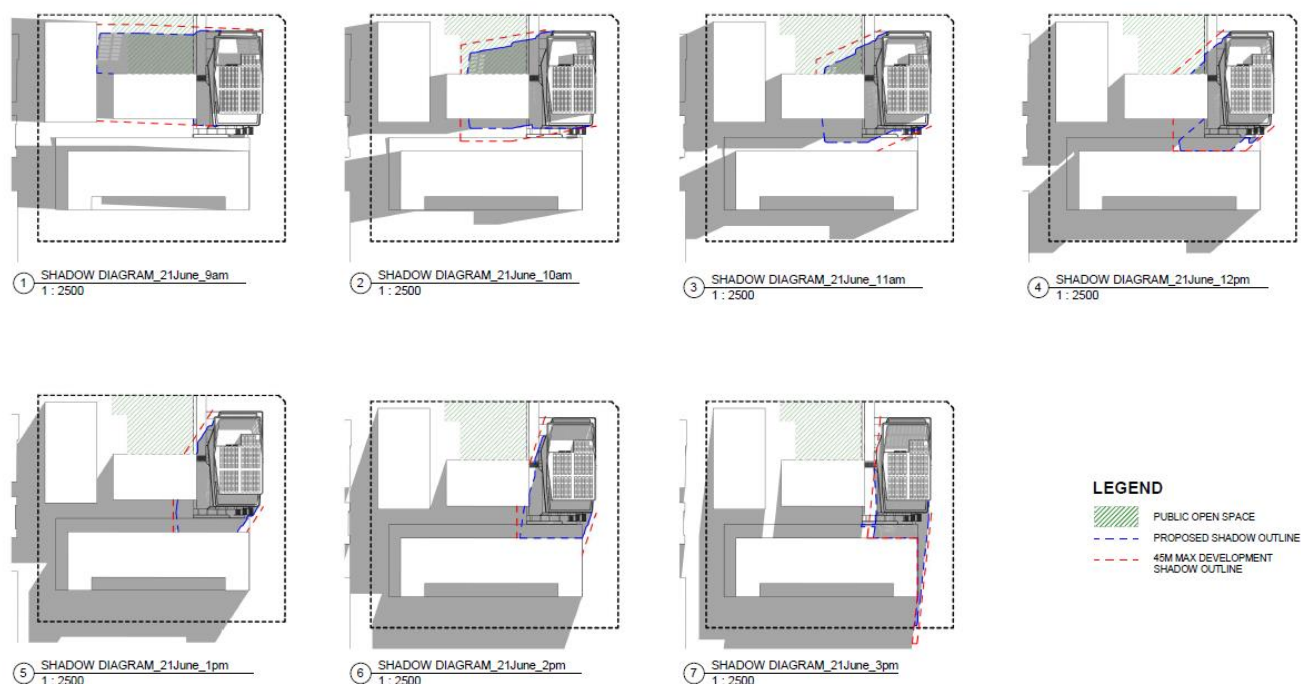 1 SHADOW DIAGRAM_21June_9am
1 : 2500
2 SHADOW DIAGRAM_21June_10am
1 : 2500
3 SHADOW DIAGRAM_21June_11am
1 : 2500
4 SHADOW DIAGRAM_21June_12pm
1 : 2500
5 SHADOW DIAGRAM_21June_1pm
1 : 2500
6 SHADOW DIAGRAM_21June_2pm
1 : 2500
7 SHADOW DIAGRAM_21June_3pm
1 : 2500
LEGEND
PUBLIC OPEN SPACE
PROPOSED SHADOW OUTLINE
45M MAX DEVELOPMENT
SHADOW OUTLINE